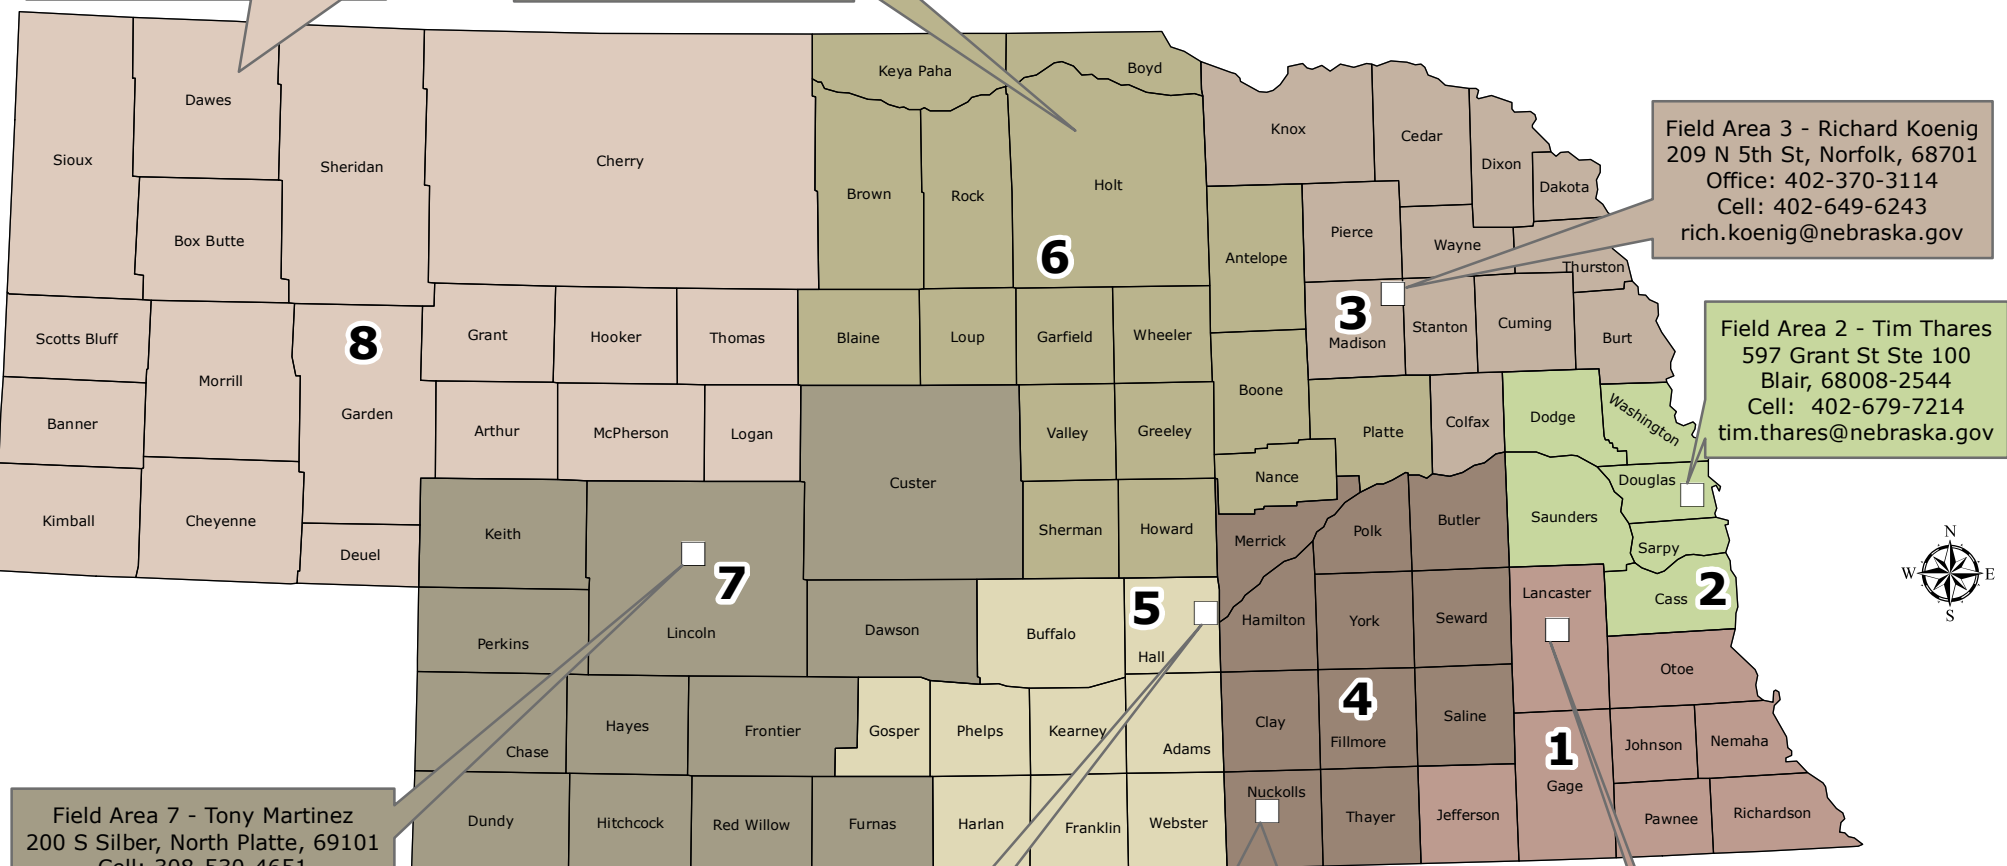 Keya Paha
Boyd
Dawes
Sioux
Sheridan
Cherry
Knox
Cedar
Dixon
Dakota
Brown
Rock
Holt
Box Butte
Pierce
Wayne
Antelope
Thurston
6
Field Area 3 - Richard Koenig
209 N 5th St, Norfolk, 68701
Office: 402-370-3114
Cell: 402-649-6243
rich.koenig@nebraska.gov
Scotts Bluff
8
Grant
Hooker
Thomas
Blaine
Loup
Garfield
Wheeler
3
Madison
Stanton
Cuming
Burt
Field Area 2 - Tim Thares
597 Grant St Ste 100
Blair, 68008-2544
Cell: 402-679-7214
tim.thares@nebraska.gov
Morrill
Garden
Banner
Arthur
McPherson
Logan
Boone
Valley
Greeley
Platte
Colfax
Dodge
Washington
Custer
Nance
Douglas
Kimball
Cheyenne
Keith
Sherman
Howard
Merrick
Polk
Butler
Saunders
Sarpy
Deuel
7
5
Cass
2
N
W
E
S
Lancaster
Perkins
Lincoln
Dawson
Buffalo
Hall
Hamilton
York
Seward
Otoe
Chase
Hayes
Frontier
Gosper
Phelps
Kearney
Adams
Clay
4
Fillmore
Saline
1
Gage
Johnson
Nemaha
Field Area 7 - Tony Martinez
200 S Silber, North Platte, 69101
Cell: 308-530-4651
Dundy
Hitchcock
Red Willow
Furnas
Harlan
Franklin
Webster
Nuckolls
Thayer
Jefferson
Pawnee
Richardson